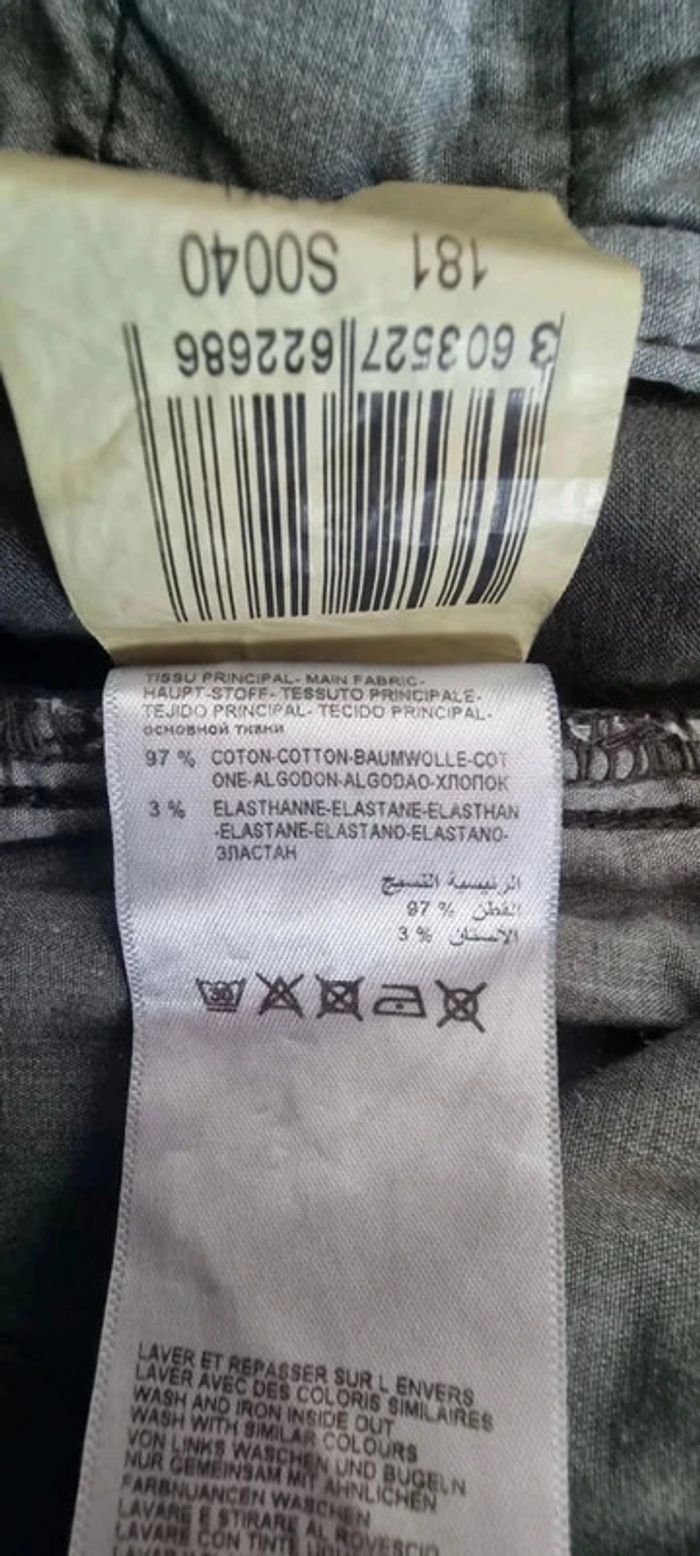 181 S0040
3 603527 622686
TISSU PRINCIPAL- MAIN FABRIC-
HAUPT-STOFF- TESSUTO PRINCIPALE-
TEJIDO PRINCIPAL- TECIDO PRINCIPAL-
ОСНОВНОЙ ТКАНИ
97 % COTON-COTTON-BAUMWOLLE-COT
ONE-ALGODON-ALGODAO-ХЛОПОК
3 % ELASTHANNE-ELASTANE-ELASTHAN
-ELASTANE-ELASTANO-ELASTANO-
ЭЛАСТАН
الرئيسية النسيج
القطن % 97
الاستان % 3
30
LAVER ET REPASSER SUR L ENVERS
LAVER AVEC DES COLORIS SIMILAIRES
WASH AND IRON INSIDE OUT
WASH WITH SIMILAR COLOURS
VON LINKS WASCHEN UND BUGELN
NUR GEMEINSAM MIT AHNLICHEN
FARBNUANCEN WASCHEN
LAVARE E STIRARE AL ROVESCIO
LAVARE CON TINTE